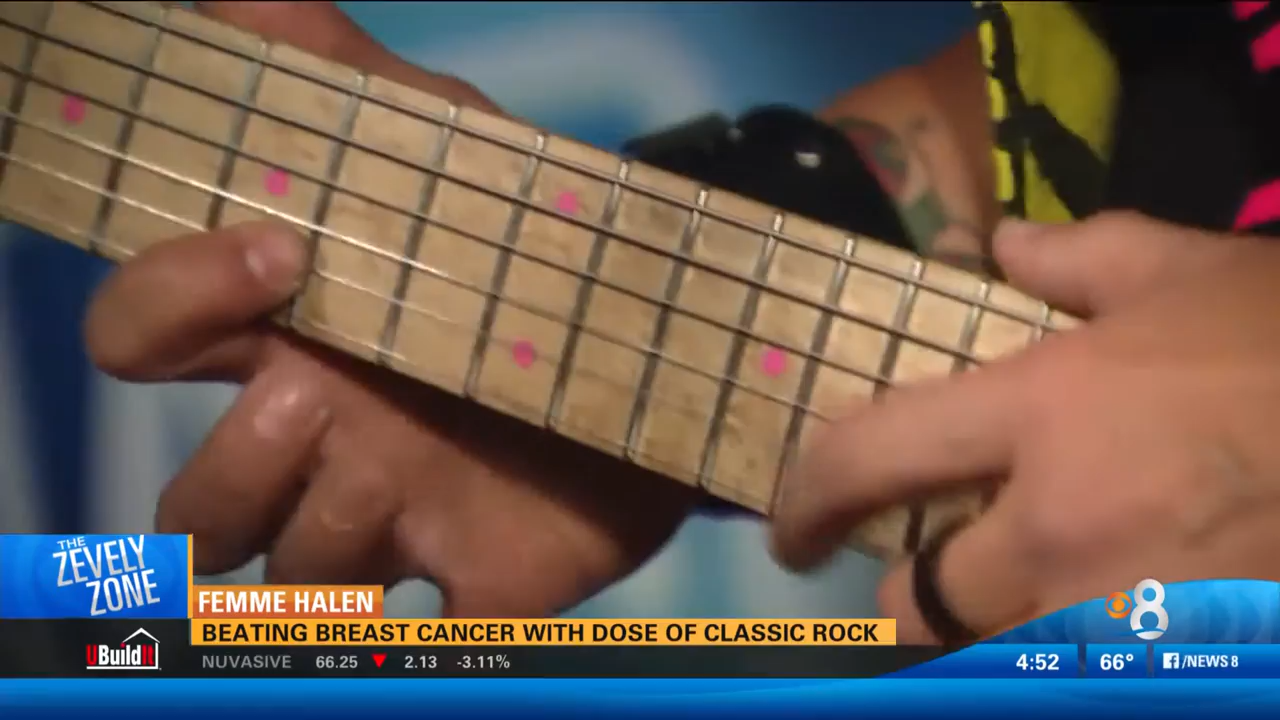 THE
ZEVELY
ZONE
FEMME HALEN
BEATING BREAST CANCER WITH DOSE OF CLASSIC ROCK
UBuildIt
NUVASIVE 66.25 ▼ 2.13 -3.11%
8
4:52 66° f/NEWS 8